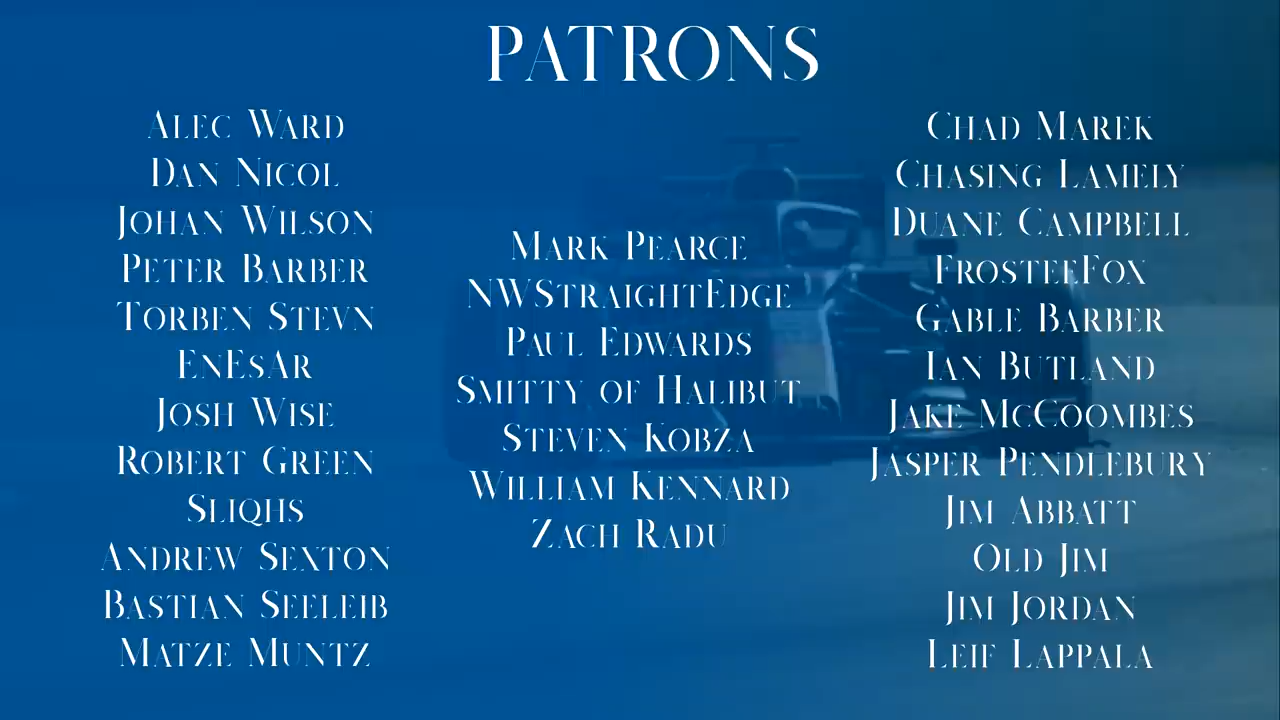 PATRONS
ALEC WARD
DAN NICOL
JOHAN WILSON
PETER BARBER
TORBEN STEVN
ENESAR
JOSH WISE
ROBERT GREEN
SLIQHS
ANDREW SEXTON
BASTIAN SEELEIB
MATZE MUNTZ
MARK PEARCE
NWSTRAIGHTEDGE
PAUL EDWARDS
SMITTY OF HALIBUT
STEVEN KOBZA
WILLIAM KENNARD
ZACH RADU
CHAD MAREK
CHASING LAMELY
DUANE CAMPBELL
FROSTEEFOX
GABLE BARBER
IAN BUTLAND
JAKE MCCOOMBES
JASPER PENDLEBURY
JIM ABBATT
OLD JIM
JIM JORDAN
LEIF LAPPALA